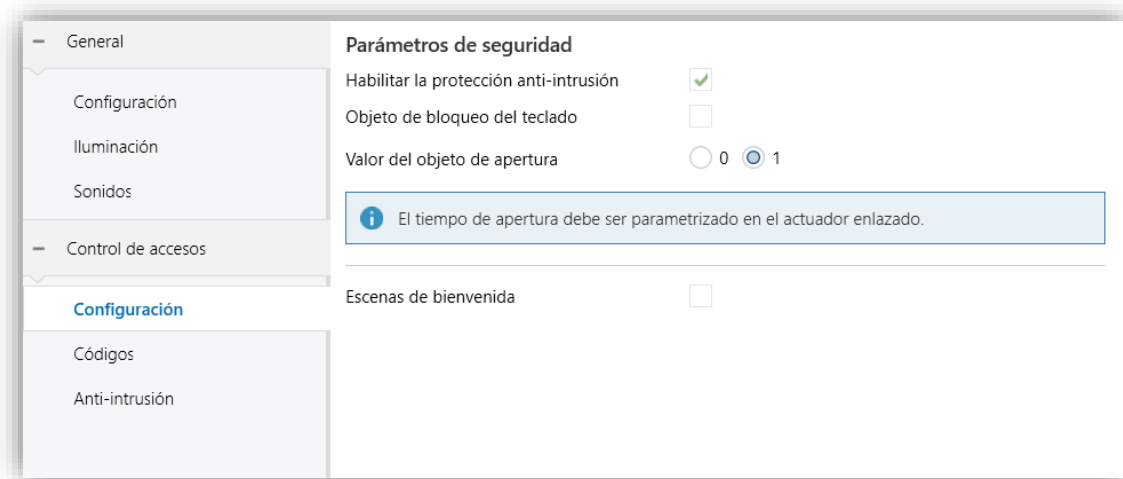 General
Configuración
Iluminación
Sonidos
Control de accesos
Configuración
Códigos
Anti-intrusión
Parámetros de seguridad
Habilitar la protección anti-intrusión
Objeto de bloqueo del teclado
Valor del objeto de apertura 0 1
El tiempo de apertura debe ser parametrizado en el actuador enlazado.
Escenas de bienvenida